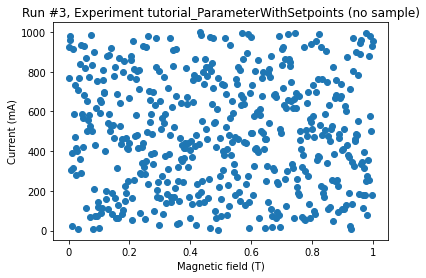 Run #3, Experiment tutorial_ParameterWithSetpoints (no sample)
1000
800
600
400
200
0
Current (mA)
0 0.2 0.4 0.6 0.8 1
Magnetic field (T)